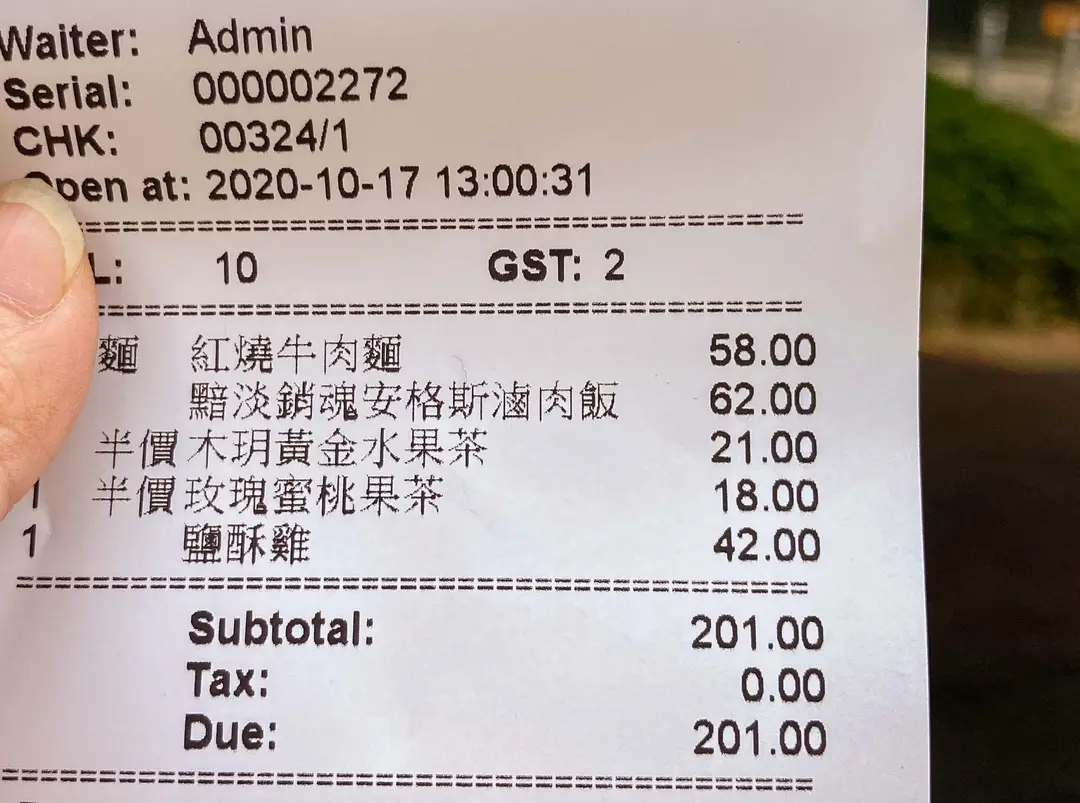 Waiter: Admin
Serial: 000002272
CHK: 00324/1
Open at: 2020-10-17 13:00:31
L: 10 GST: 2
麵 紅燒牛肉麵 58.00
黯淡銷魂安格斯滷肉飯 62.00
半價 木玥黃金水果茶 21.00
1 半價 玫瑰蜜桃果茶 18.00
1 鹽酥雞 42.00
Subtotal: 201.00
Tax: 0.00
Due: 201.00